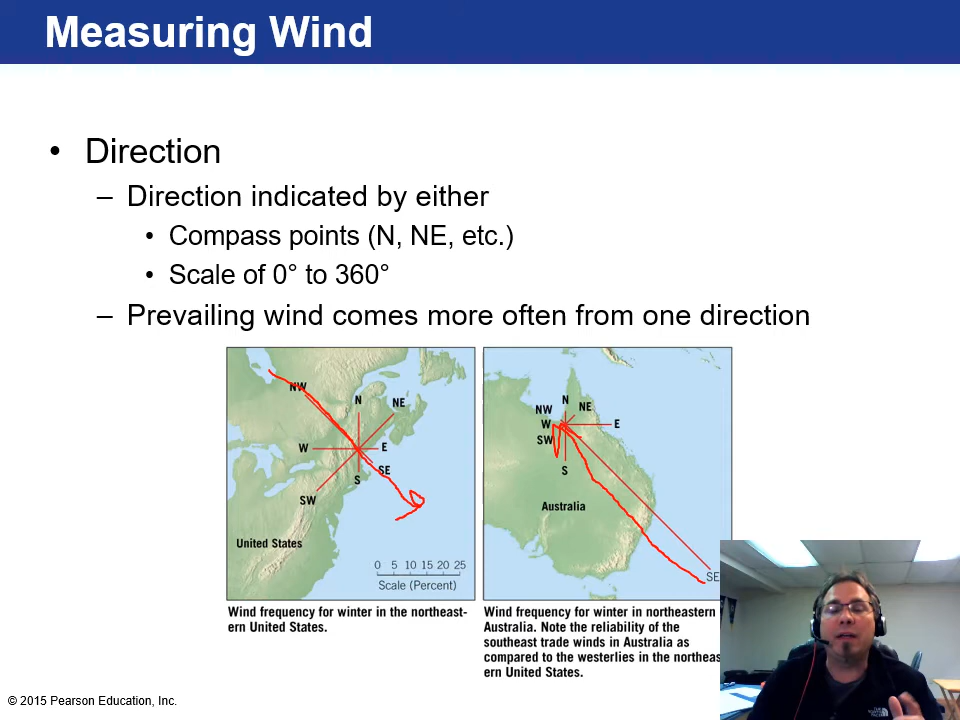 Measuring Wind
• Direction
– Direction indicated by either
• Compass points (N, NE, etc.)
• Scale of 0° to 360°
– Prevailing wind comes more often from one direction
NW
N
NE
W
E
SE
S
SW
United States
0 5 10 15 20 25
Scale (Percent)
N
NW
NE
W
E
SW
S
Australia
SE
Wind frequency for winter in the northeast-
ern United States.
Wind frequency for winter in northeastern
Australia. Note the reliability of the
southeast trade winds in Australia as
compared to the westerlies in the northeas
ern United States.
© 2015 Pearson Education, Inc.